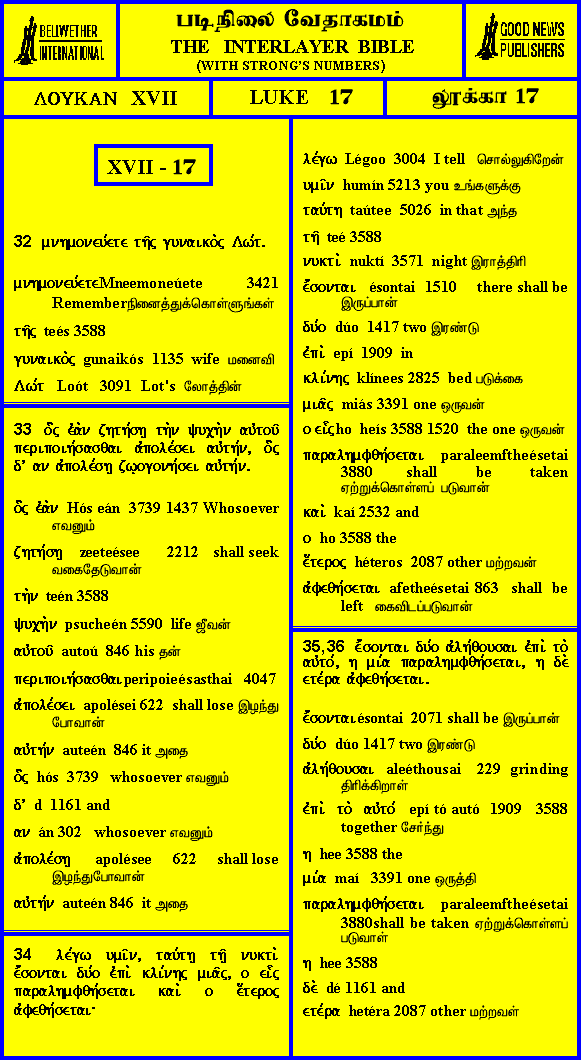 BELLWETHER
INTERNATIONAL
படிநிலை வேதாகமம்
THE INTERLAYER BIBLE
(WITH STRONG'S NUMBERS)
GOOD NEWS
PUBLISHERS
ΛΟΥΚΑΝ XVII
LUKE 17
லூக்கா 17
XVII - 17
32 μνημονεύετε τῆς γυναικὸς Λώτ.
μνημονεύετε Mneemoneúete 3421
Remember நினைத்துக்கொள்ளுங்கள்
τῆς teés 3588
γυναικὸς gunaikós 1135 wife மனைவி
Λώτ Loót 3091 Lot's லோத்தின்
33 ὃς ἐὰν ζητήσῃ τὴν ψυχὴν αὐτοῦ
περιποιήσασθαι ἀπολέσει αὐτήν, ὃς
δ' αν ἀπολέσῃ ζῳογονήσει αὐτήν.
ὃς ἐὰν Hós eán 3739 1437 Whosoever
எவனும்
ζητήσῃ zeeteésee 2212 shall seek
வகைதேடுவான்
τὴν teén 3588
ψυχὴν psucheén 5590 life ஜீவன்
αὐτοῦ autoú 846 his தன்
περιποιήσασθαι peripoieésasthai 4047
ἀπολέσει apolései 622 shall lose இழந்து
போவான்
αὐτήν auteén 846 it அதை
ὃς hós 3739 whosoever எவனும்
δ' d 1161 and
αν án 302 whosoever எவனும்
ἀπολέσῃ apolésee 622 shall lose
இழந்துபோவான்
αὐτήν auteén 846 it அதை
34 λέγω υμῖν, ταύτῃ τῇ νυκτὶ
ἔσονται δύο ἐπὶ κλίνης μιᾶς, ο εἷς
παραλημφθήσεται καὶ ο ἕτερος
ἀφεθήσεται·
λέγω Légoo 3004 I tell சொல்லுகிறேன்
υμῖν humín 5213 you உங்களுக்கு
ταύτῃ taútee 5026 in that அந்த
τῇ teé 3588
νυκτὶ nuktí 3571 night இராத்திரி
ἔσονται ésontai 1510 there shall be
இருப்பான்
δύο dúo 1417 two இரண்டு
ἐπὶ epí 1909 in
κλίνης klínees 2825 bed படுக்கை
μιᾶς miás 3391 one ஒருவன்
ο εἷς ho heís 3588 1520 the one ஒருவன்
παραλημφθήσεται paraleemftheésetai
3880 shall be taken
ஏற்றுக்கொள்ளப் படுவான்
καὶ kaí 2532 and
ο ho 3588 the
ἕτερος héteros 2087 other மற்றவன்
ἀφεθήσεται afetheésetai 863 shall be
left கைவிடப்படுவான்
35,36 ἔσονται δύο ἀλήθουσαι ἐπὶ τὸ
αὐτό, η μία παραλημφθήσεται, η δὲ
ετέρα ἀφεθήσεται.
ἔσονται ésontai 2071 shall be இருப்பான்
δύο dúo 1417 two இரண்டு
ἀλήθουσαι aleéthousai 229 grinding
திரிக்கிறாள்
ἐπὶ τὸ αὐτό epí tó autó 1909 3588
together சேர்ந்து
η hee 3588 the
μία maí 3391 one ஒருத்தி
παραλημφθήσεται paraleemftheésetai
3880 shall be taken ஏற்றுக்கொள்ளப்
படுவாள்
η hee 3588
δὲ dé 1161 and
ετέρα hetéra 2087 other மற்றவள்